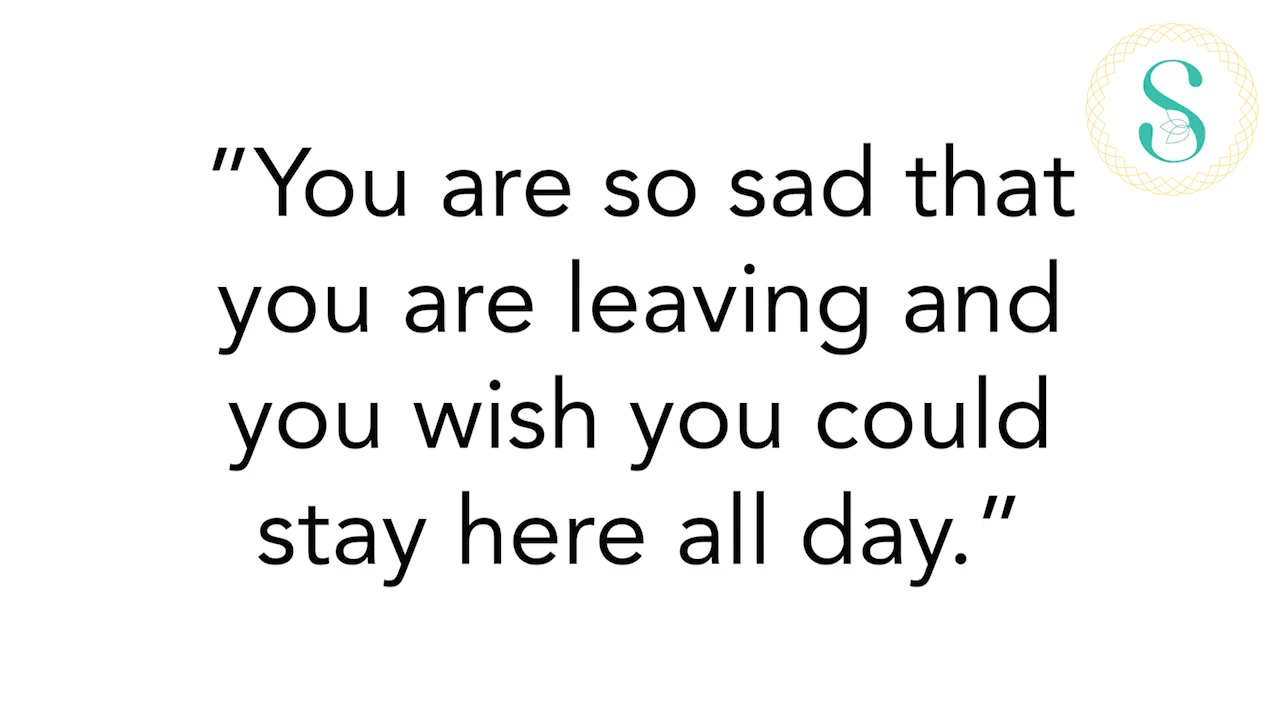 S
"You are so sad that
you are leaving and
you wish you could
stay here all day."